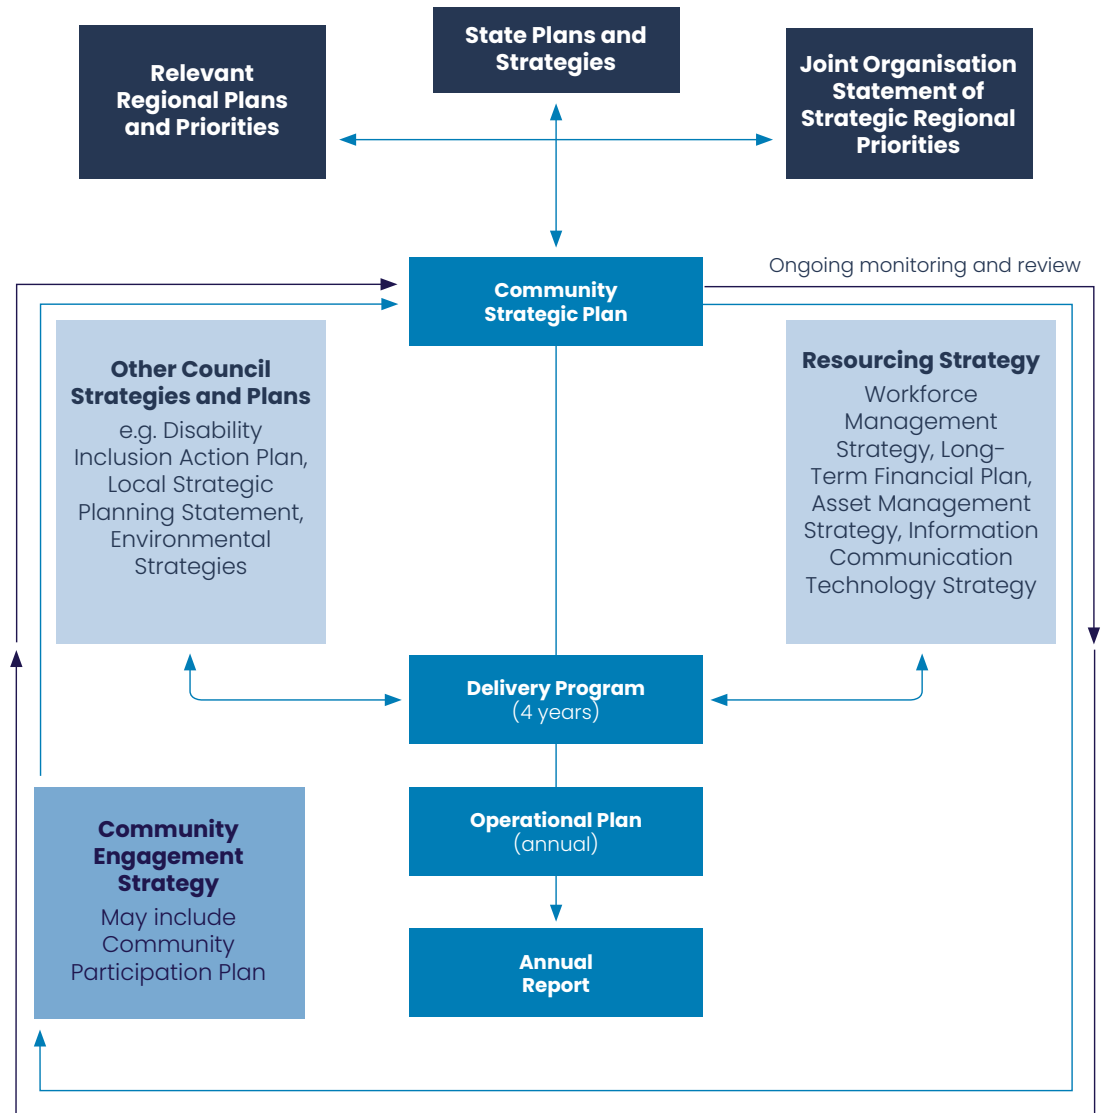 State Plans and
Strategies
Relevant
Regional Plans
and Priorities
Joint Organisation
Statement of
Strategic Regional
Priorities
Ongoing monitoring and review
Community
Strategic Plan
Other Council
Strategies and Plans
e.g. Disability
Inclusion Action Plan,
Local Strategic
Planning Statement,
Environmental
Strategies
Resourcing Strategy
Workforce
Management
Strategy, Long-
Term Financial Plan,
Asset Management
Strategy, Information
Communication
Technology Strategy
Delivery Program
(4 years)
Operational Plan
(annual)
Community
Engagement
Strategy
May include
Community
Participation Plan
Annual
Report